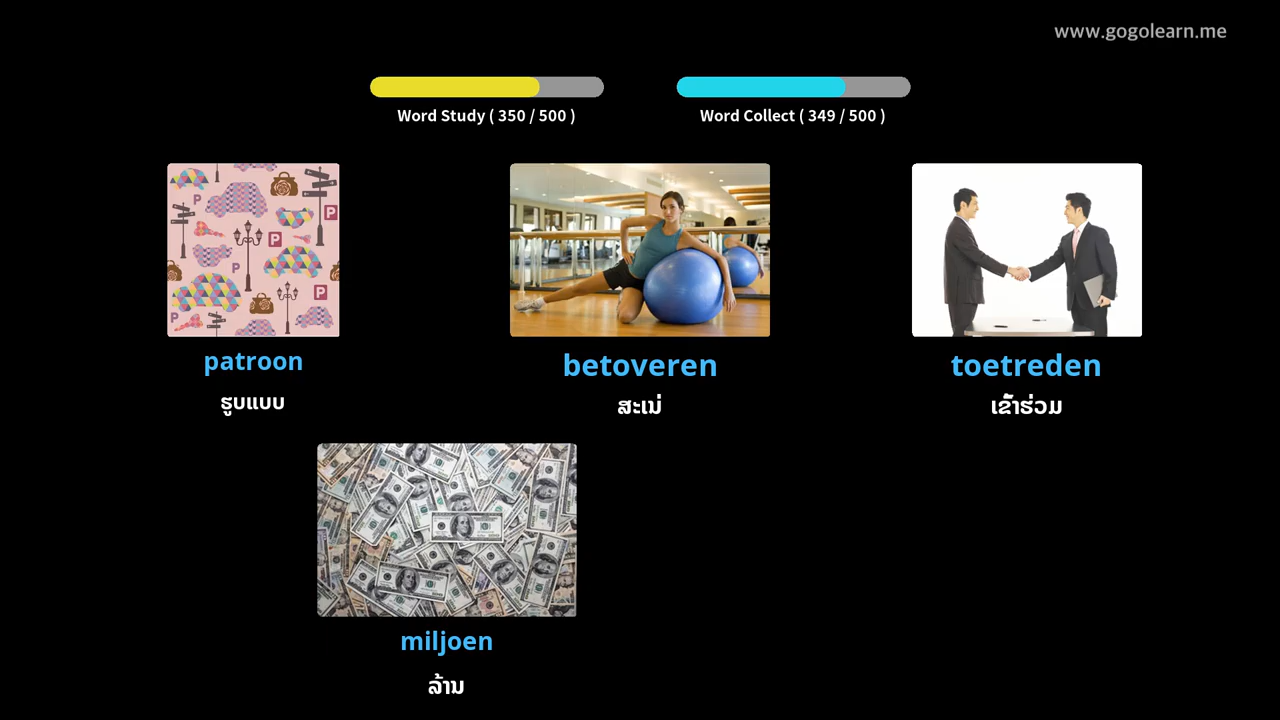 www.gogolearn.me
Word Study ( 350 / 500 )
Word Collect ( 349 / 500 )
P
P
P
P
P
P
patroon
ຮູບແບບ
betoveren
ສະເນ່
toetreden
ເຂົ້າຮ່ວມ
miljoen
ລ້ານ